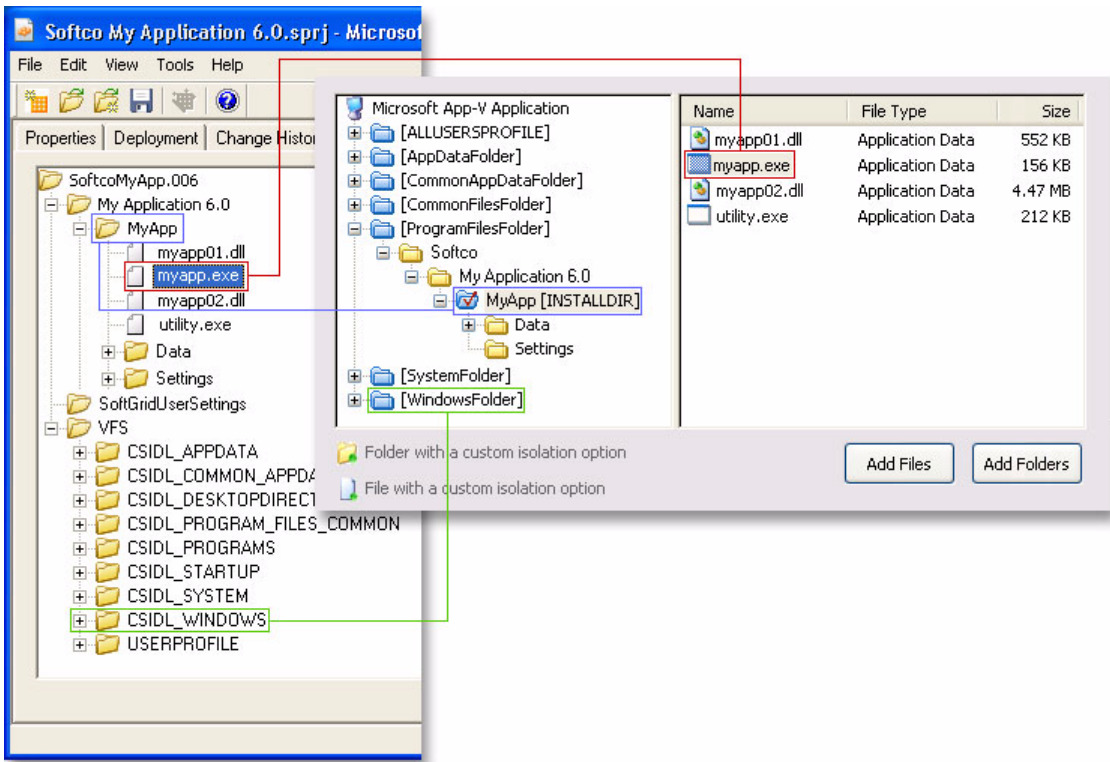 Softco My Application 6.0.sprj - Microsof
File Edit View Tools Help
Properties Deployment Change Histor
SoftcoMyApp.006
My Application 6.0
MyApp
myapp01.dll
myapp.exe
myapp02.dll
utility.exe
Data
Settings
SoftGridUserSettings
VFS
CSIDL_APPDATA
CSIDL_COMMON_APPDA
CSIDL_DESKTOPDIRECT
CSIDL_PROGRAM_FILES_COMMON
CSIDL_PROGRAMS
CSIDL_STARTUP
CSIDL_SYSTEM
CSIDL_WINDOWS
USERPROFILE
Microsoft App-V Application
[ALLUSERSPROFILE]
[AppDataFolder]
[CommonAppDataFolder]
[CommonFilesFolder]
[ProgramFilesFolder]
Softco
My Application 6.0
MyApp [INSTALLDIR]
Data
Settings
[SystemFolder]
[WindowsFolder]
Name File Type Size
myapp01.dll Application Data 552 KB
myapp.exe Application Data 156 KB
myapp02.dll Application Data 4.47 MB
utility.exe Application Data 212 KB
Folder with a custom isolation option
File with a custom isolation option
Add Files Add Folders